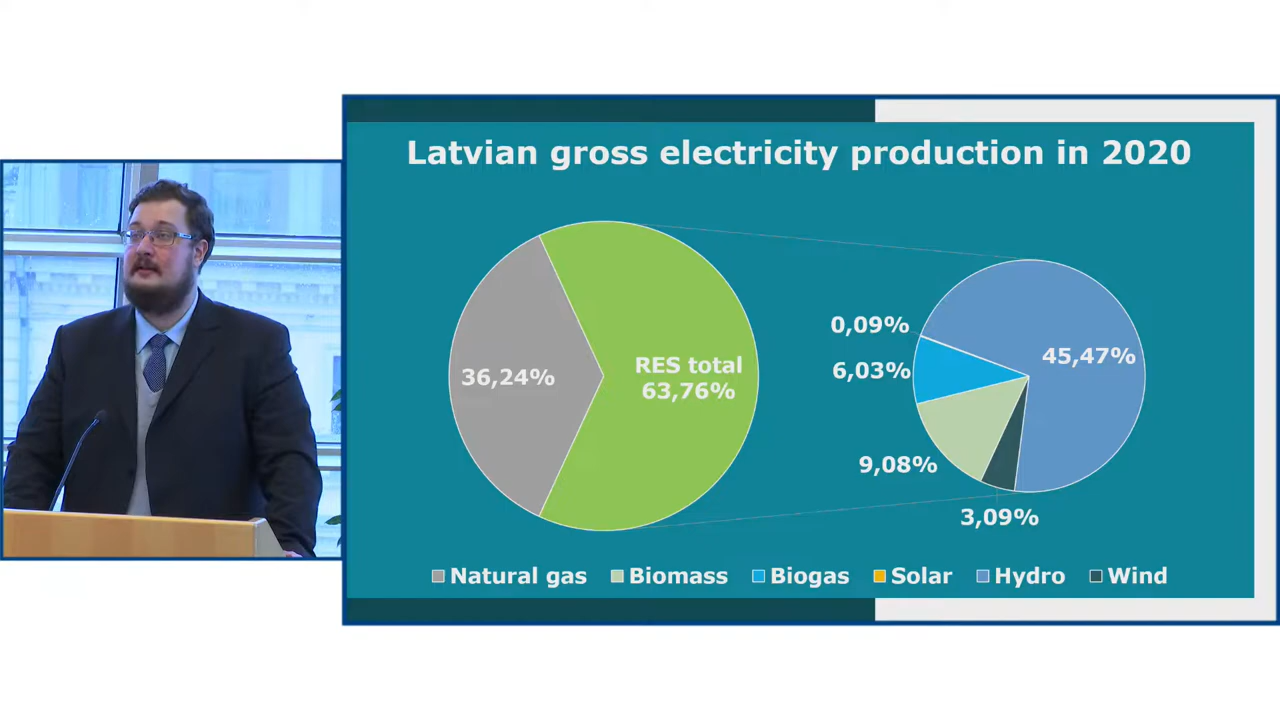 Latvian gross electricity production in 2020
36,24%
RES total
63,76%
0,09%
6,03%
9,08%
3,09%
45,47%
Natural gas
Biomass
Biogas
Solar
Hydro
Wind